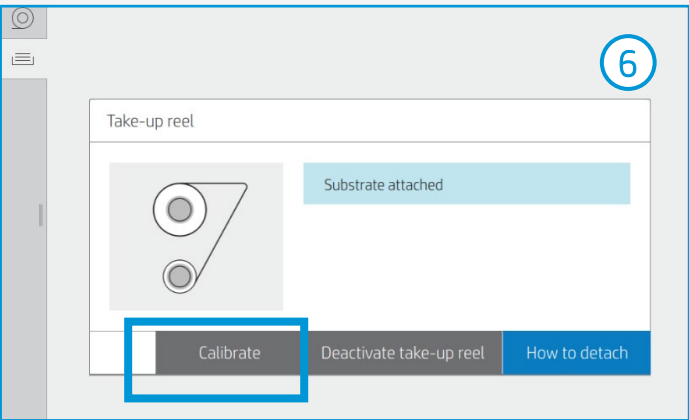 6
Take-up reel
Substrate attached
Calibrate
Deactivate take-up reel
How to detach